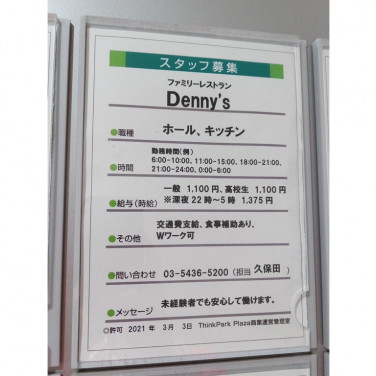 スタッフ募集
ファミリーレストラン
Denny's
●職種 ホール、キッチン
勤務時間(例)
●時間 6:00-10:00、11:00-15:00、18:00-21:00、
21:00-24:00、0:00-6:00
一般 1,100円、高校生 1,100円
●給与(時給) ※深夜22時~5時 1,375円
交通費支給、食事補助あり、
●その他 Wワーク可
●問い合わせ 03-5436-5200 (担当 久保田)
●メッセージ 未経験者でも安心して働けます。
◎許可 2021年 3月 3日 ThinkPark Plaza商業運営管理室